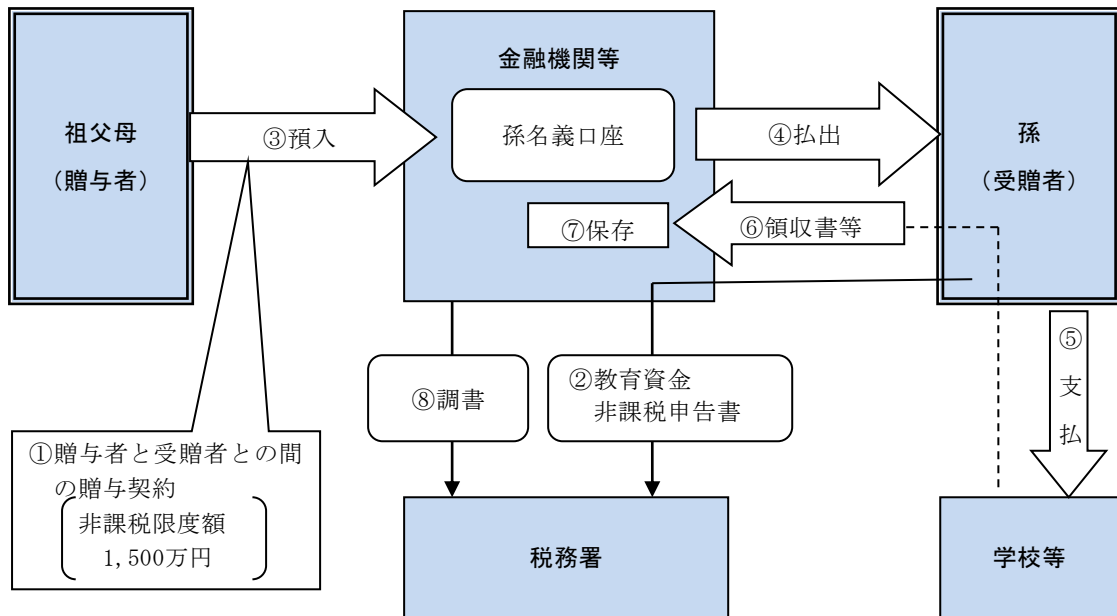 金融機関等
祖父母
(贈与者)
③預入
孫名義口座
④払出
孫
(受贈者)
⑦保存
⑥領収書等
⑤
支
払
⑧調書
②教育資金
非課税申告書
①贈与者と受贈者との間
の贈与契約
非課税限度額
1,500万円
税務署
学校等